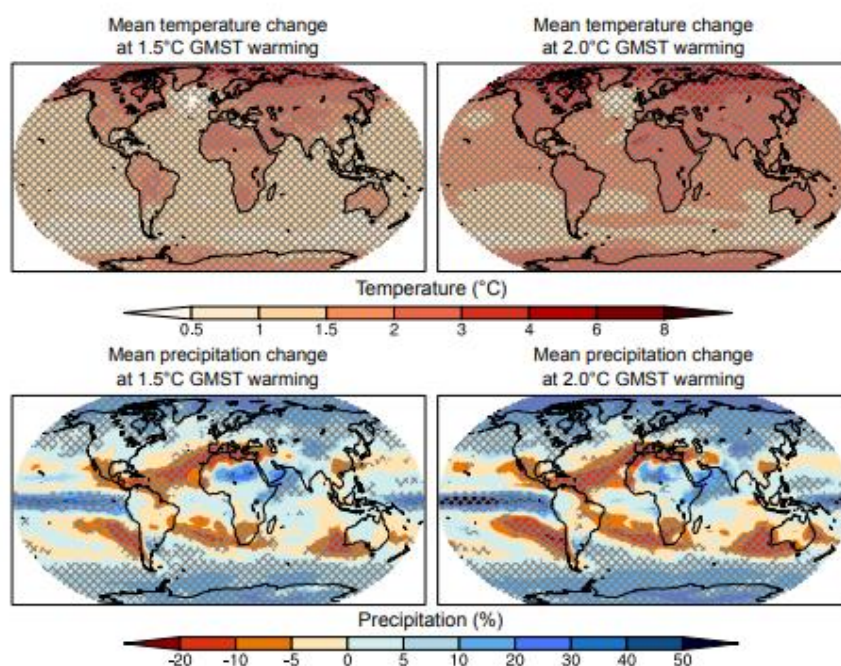 Mean temperature change
at 1.5°C GMST warming
Mean temperature change
at 2.0°C GMST warming
Temperature (°C)
0.5 1 1.5 2 3 4 6 8
Mean precipitation change
at 1.5°C GMST warming
Mean precipitation change
at 2.0°C GMST warming
Precipitation (%)
-20 -10 -5 0 5 10 20 30 40 50